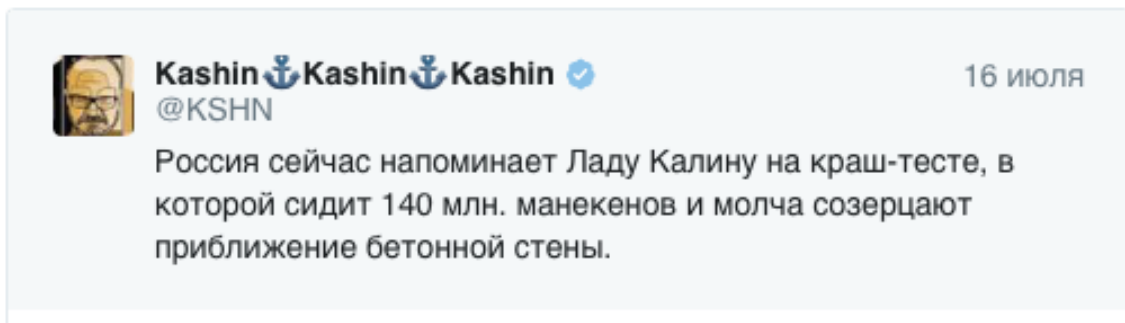 Kashin⚓Kashin⚓Kashin
16 июля
@KSHN
Россия сейчас напоминает Ладу Калину на краш-тесте, в
которой сидит 140 млн. манекенов и молча созерцают
приближение бетонной стены.